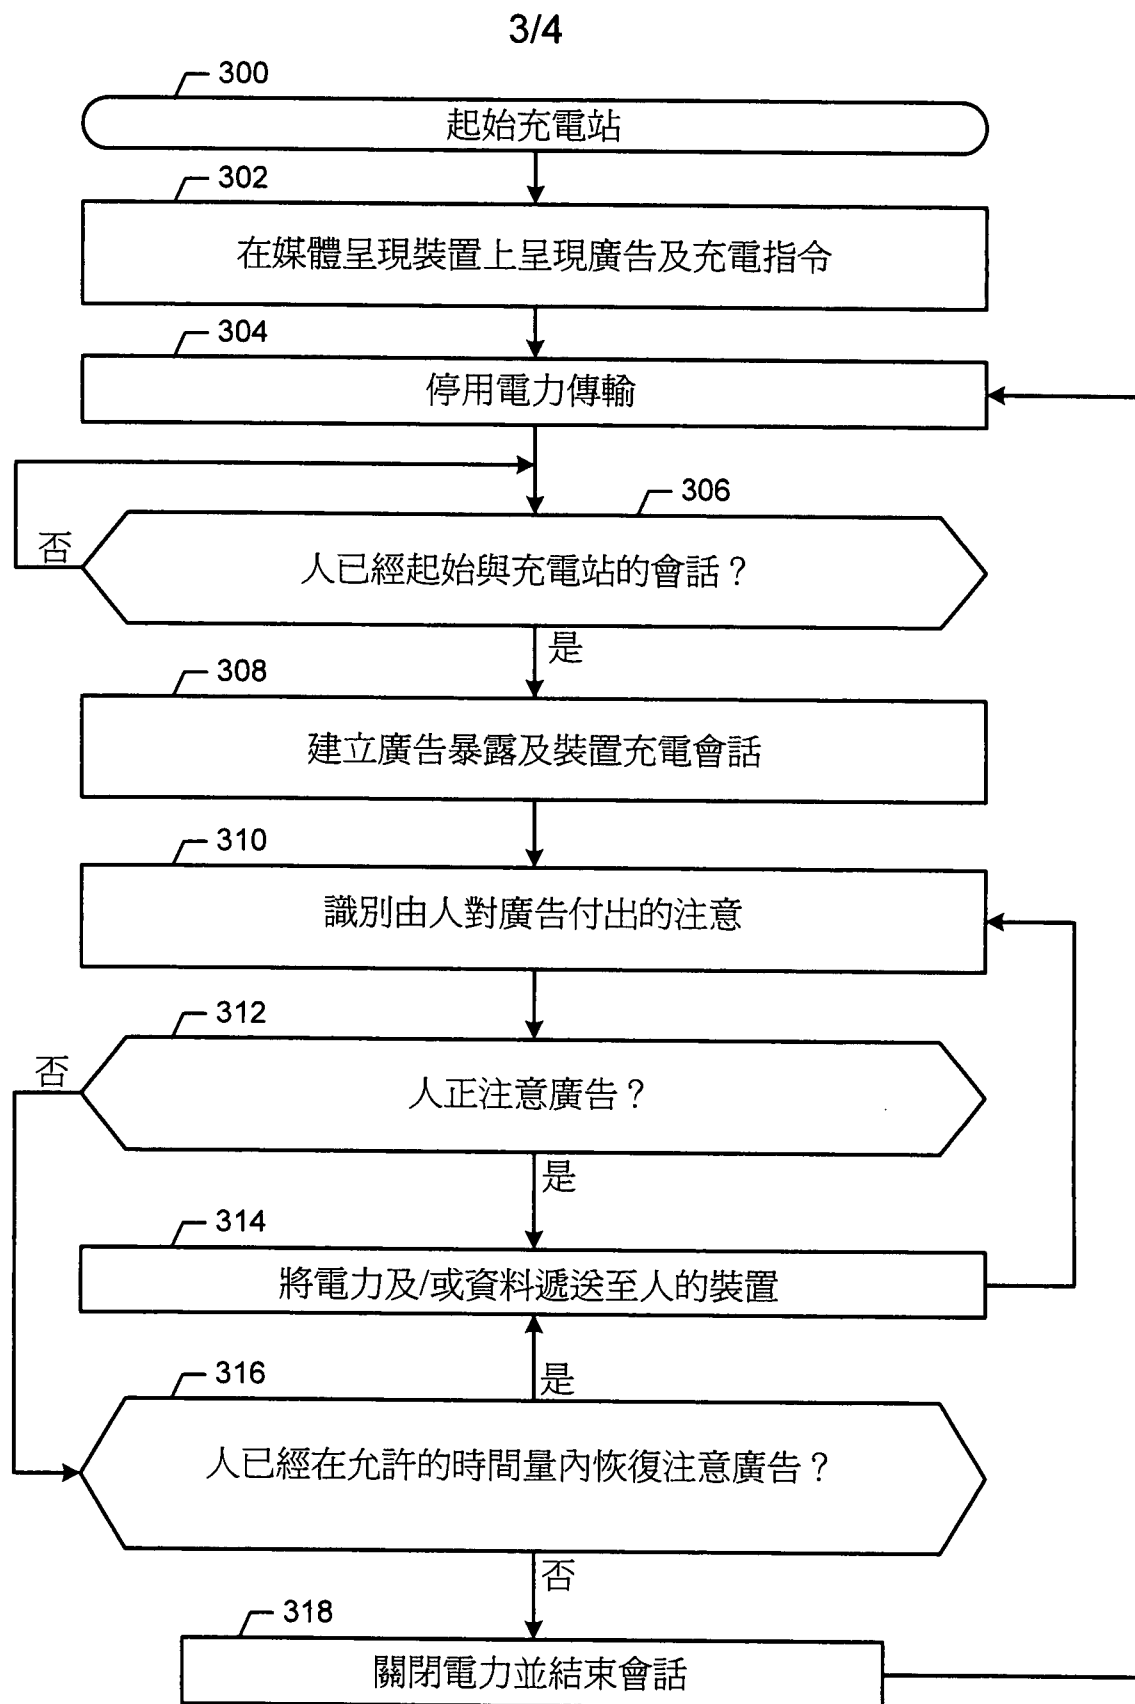 3/4
300
起始充電站
302
在媒體呈現裝置上呈現廣告及充電指令
304
停用電力傳輸
306
否
人已經起始與充電站的會話？
是
308
建立廣告暴露及裝置充電會話
310
識別由人對廣告付出的注意
312
否
人正注意廣告？
是
314
將電力及/或資料遞送至人的裝置
316
是
人已經在允許的時間量內恢復注意廣告？
否
318
關閉電力並結束會話